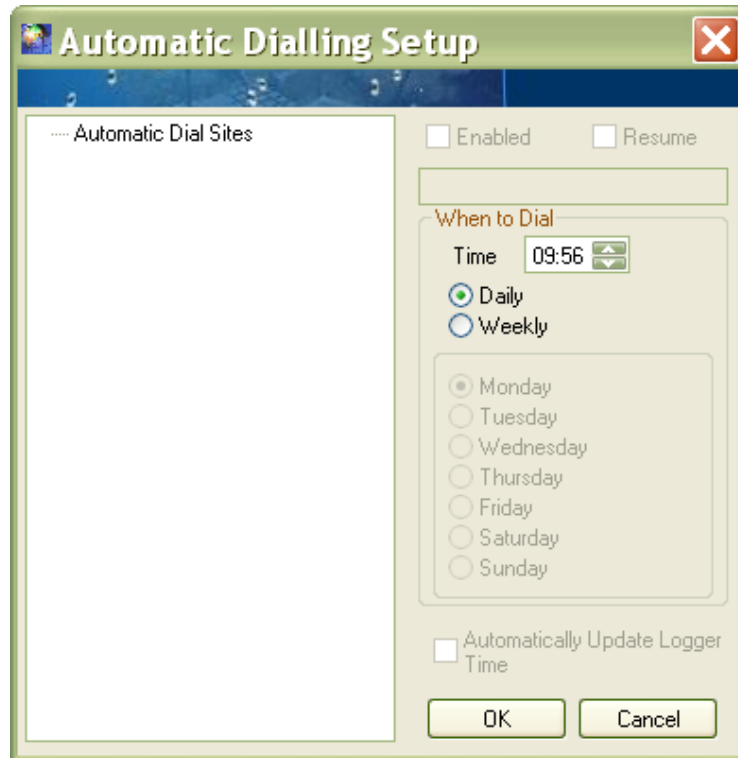 Automatic Dialling Setup
Automatic Dial Sites
Enabled
Resume
When to Dial
Time 09:56
Daily
Weekly
Monday
Tuesday
Wednesday
Thursday
Friday
Saturday
Sunday
Automatically Update Logger
Time
OK
Cancel